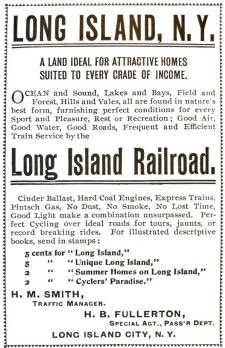 LONG ISLAND, N. Y.
A LAND IDEAL FOR ATTRACTIVE HOMES
SUITED TO EVERY GRADE OF INCOME.
OCEAN and Sound, Lakes and Bays, Field and
Forest, Hills and Vales, all are found in nature's
best form, furnishing perfect conditions for every
Sport and Pleasure, Rest or Recreation; Good Air,
Good Water, Good Roads, Frequent and Efficient
Train Service by the
Long Island Railroad.
Cinder Ballast, Hard Coal Engines, Express Trains,
Pintsch Gas, No Dust, No Smoke, No Lost Time,
Good Light make a combination unsurpassed. Per-
fect Cycling over ideal roads for tours, jaunts, or
record breaking rides. For illustrated descriptive
books, send in stamps:
5 cents for "Long Island,"
5 " " "Unique Long Island,"
2 " " "Summer Homes on Long Island,"
2 " " "Cyclers' Paradise."
H. M. SMITH,
TRAFFIC MANAGER.
H. B. FULLERTON,
SPECIAL AGT., PASS'R DEPT.
LONG ISLAND CITY, N. Y.